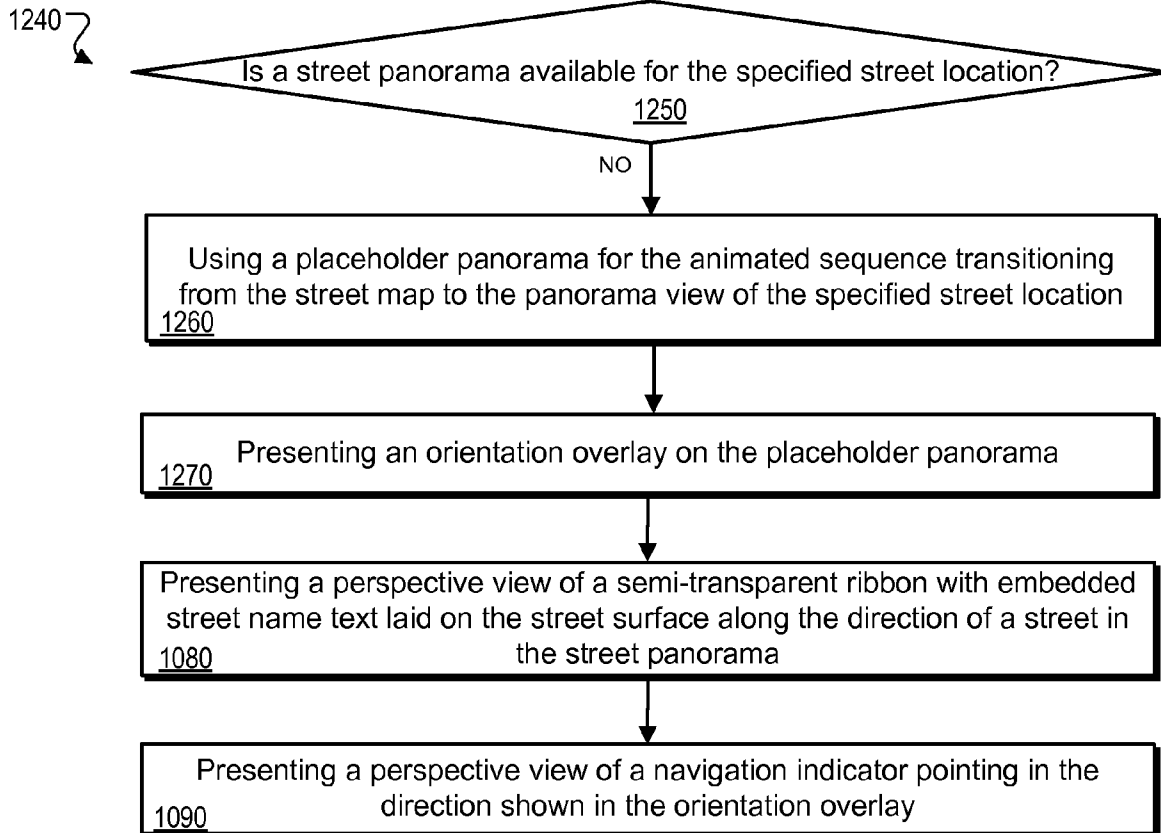 1240
Is a street panorama available for the specified street location?
1250
NO
Using a placeholder panorama for the animated sequence transitioning
from the street map to the panorama view of the specified street location
1260
Presenting an orientation overlay on the placeholder panorama
1270
Presenting a perspective view of a semi-transparent ribbon with embedded
street name text laid on the street surface along the direction of a street in
the street panorama
1080
Presenting a perspective view of a navigation indicator pointing in the
direction shown in the orientation overlay
1090